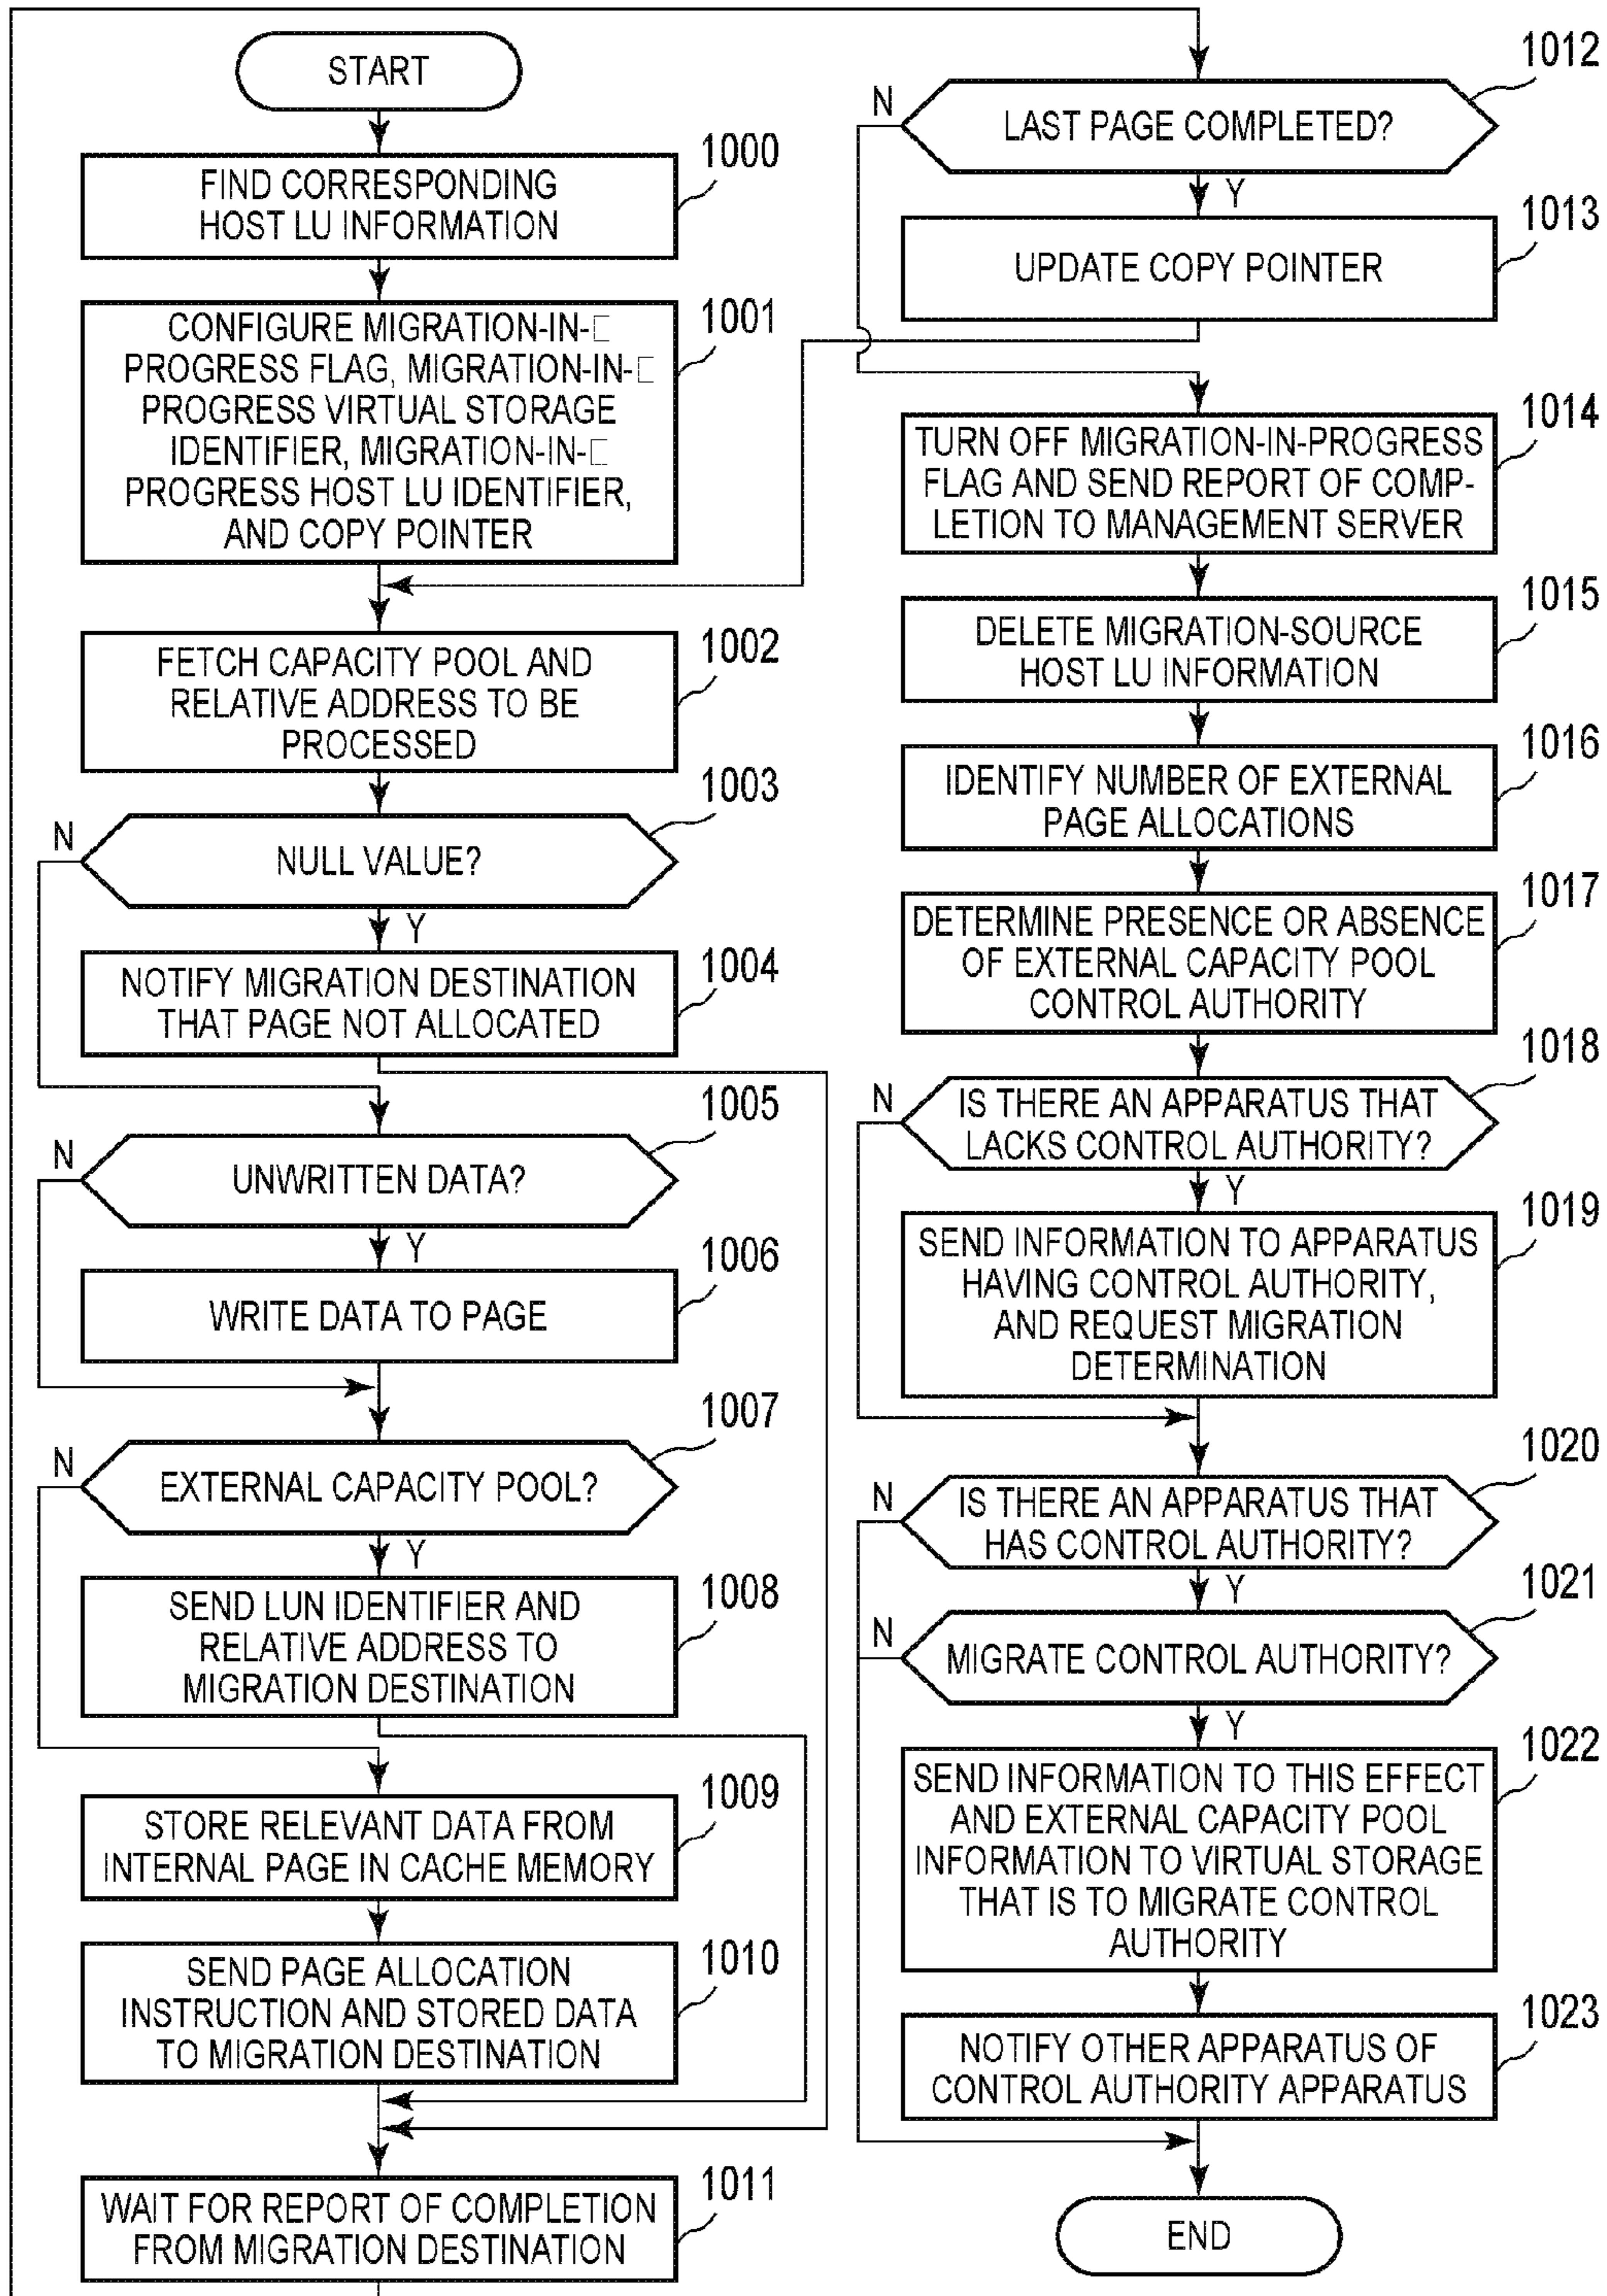 START
1000
FIND CORRESPONDING
HOST LU INFORMATION
1001
CONFIGURE MIGRATION-IN-□
PROGRESS FLAG, MIGRATION-IN-□
PROGRESS VIRTUAL STORAGE
IDENTIFIER, MIGRATION-IN-□
PROGRESS HOST LU IDENTIFIER,
AND COPY POINTER
1002
FETCH CAPACITY POOL AND
RELATIVE ADDRESS TO BE
PROCESSED
1003
N
NULL VALUE?
Y
1004
NOTIFY MIGRATION DESTINATION
THAT PAGE NOT ALLOCATED
1005
N
UNWRITTEN DATA?
Y
1006
WRITE DATA TO PAGE
1007
N
EXTERNAL CAPACITY POOL?
Y
1008
SEND LUN IDENTIFIER AND
RELATIVE ADDRESS TO
MIGRATION DESTINATION
1009
STORE RELEVANT DATA FROM
INTERNAL PAGE IN CACHE MEMORY
1010
SEND PAGE ALLOCATION
INSTRUCTION AND STORED DATA
TO MIGRATION DESTINATION
1011
WAIT FOR REPORT OF COMPLETION
FROM MIGRATION DESTINATION
1012
N
LAST PAGE COMPLETED?
Y
1013
UPDATE COPY POINTER
1014
TURN OFF MIGRATION-IN-PROGRESS
FLAG AND SEND REPORT OF COMP-
LETION TO MANAGEMENT SERVER
1015
DELETE MIGRATION-SOURCE
HOST LU INFORMATION
1016
IDENTIFY NUMBER OF EXTERNAL
PAGE ALLOCATIONS
1017
DETERMINE PRESENCE OR ABSENCE
OF EXTERNAL CAPACITY POOL
CONTROL AUTHORITY
1018
N
IS THERE AN APPARATUS THAT
LACKS CONTROL AUTHORITY?
Y
1019
SEND INFORMATION TO APPARATUS
HAVING CONTROL AUTHORITY,
AND REQUEST MIGRATION
DETERMINATION
1020
N
IS THERE AN APPARATUS THAT
HAS CONTROL AUTHORITY?
Y
1021
N
MIGRATE CONTROL AUTHORITY?
Y
1022
SEND INFORMATION TO THIS EFFECT
AND EXTERNAL CAPACITY POOL
INFORMATION TO VIRTUAL STORAGE
THAT IS TO MIGRATE CONTROL
AUTHORITY
1023
NOTIFY OTHER APPARATUS OF
CONTROL AUTHORITY APPARATUS
END